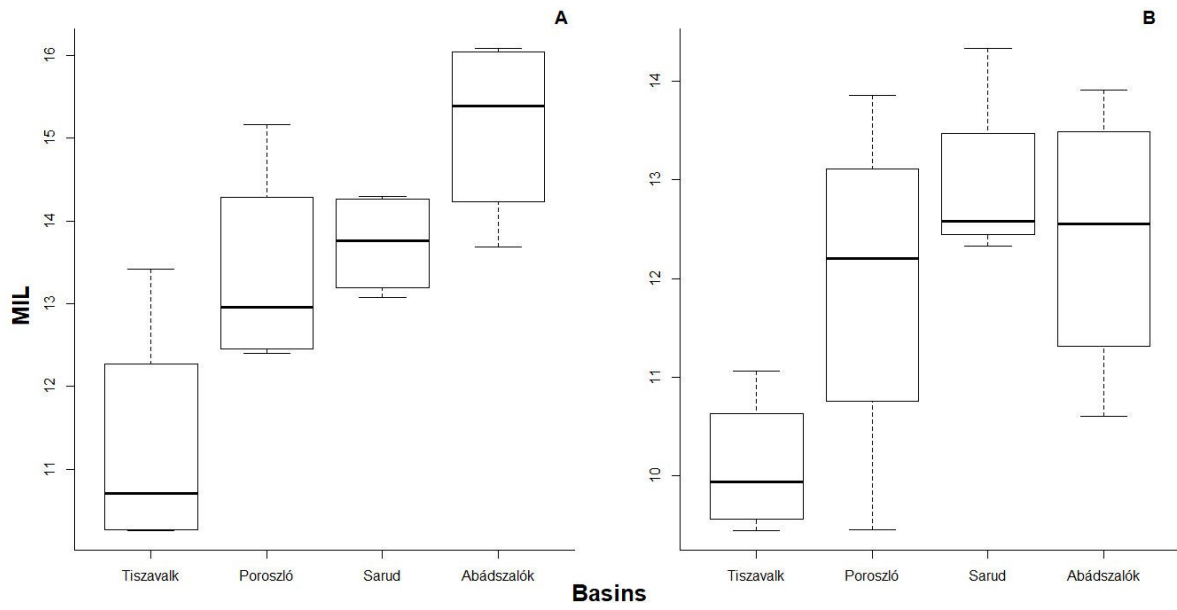 A
B
MIL
16
15
14
13
12
11
14
13
12
11
10
Tiszavalk Poroszló Sarud Abádszalók
Tiszavalk Poroszló Sarud Abádszalók
Basins